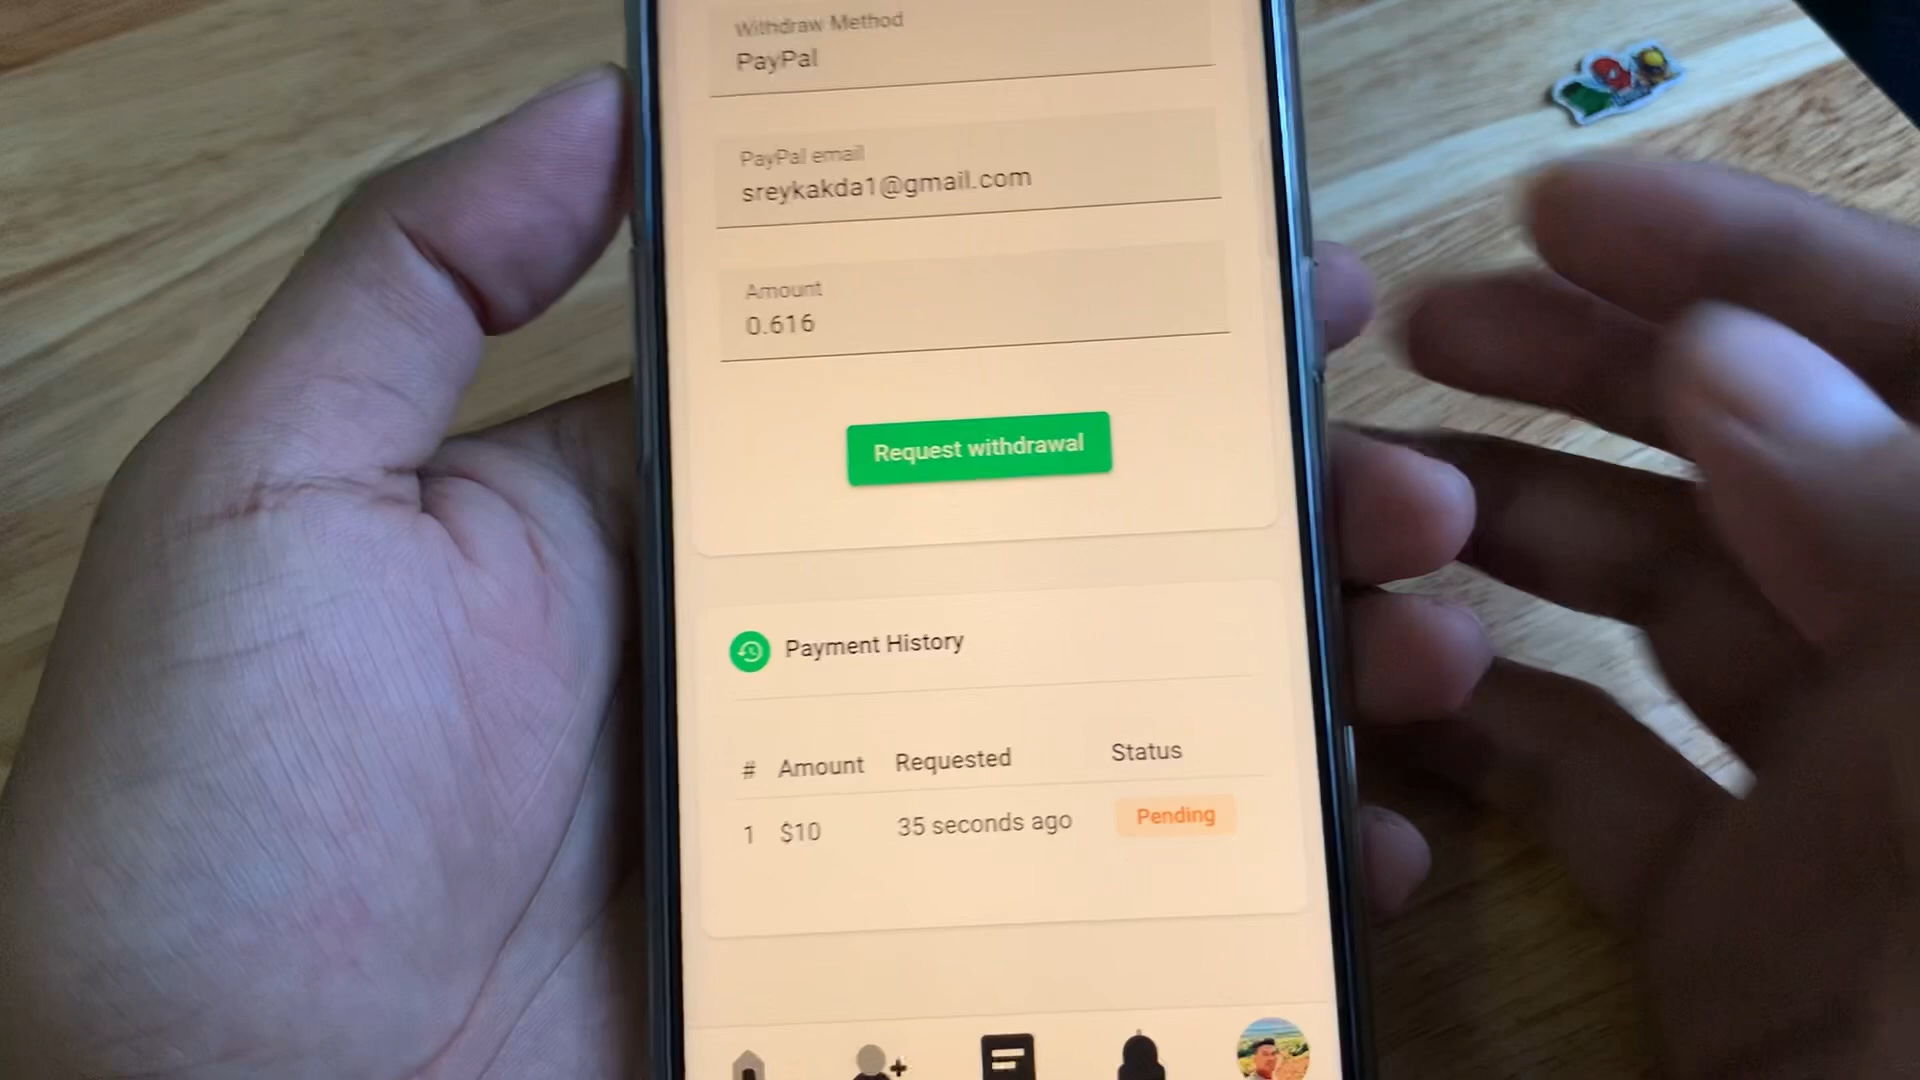 Withdraw Method
PayPal
PayPal email
sreykakda1@gmail.com
Amount
0.616
Request withdrawal
Payment History
# Amount Requested Status
1 $10 35 seconds ago Pending